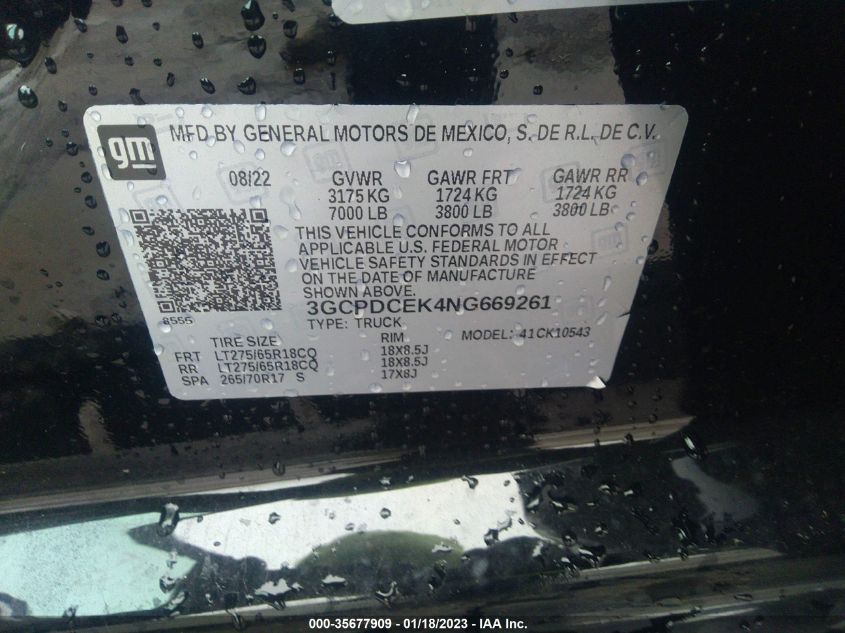 gm
MFD BY GENERAL MOTORS DE MEXICO, S. DE R.L. DE C.V.
08/22 GVWR GAWR FRT GAWR RR
3175 KG 1724 KG 1724 KG
7000 LB 3800 LB 3800 LB
THIS VEHICLE CONFORMS TO ALL
APPLICABLE U.S. FEDERAL MOTOR
VEHICLE SAFETY STANDARDS IN EFFECT
ON THE DATE OF MANUFACTURE
SHOWN ABOVE.
3GCPDCEK4NG669261
8555
TYPE: TRUCK MODEL: 41CK10543
TIRE SIZE RIM
FRT LT275/65R18CQ 18X8.5J
RR LT275/65R18CQ 18X8.5J
SPA 265/70R17 S 17X8J
000-35677909 - 01/18/2023 - IAA Inc.